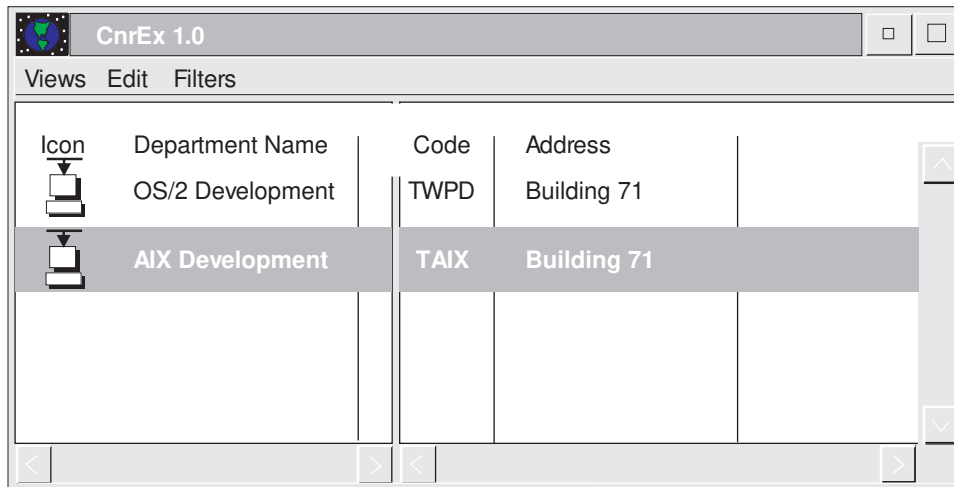 CnrEx 1.0
Views Edit Filters
Icon Department Name Code Address
OS/2 Development TWPD Building 71
AIX Development TAIX Building 71